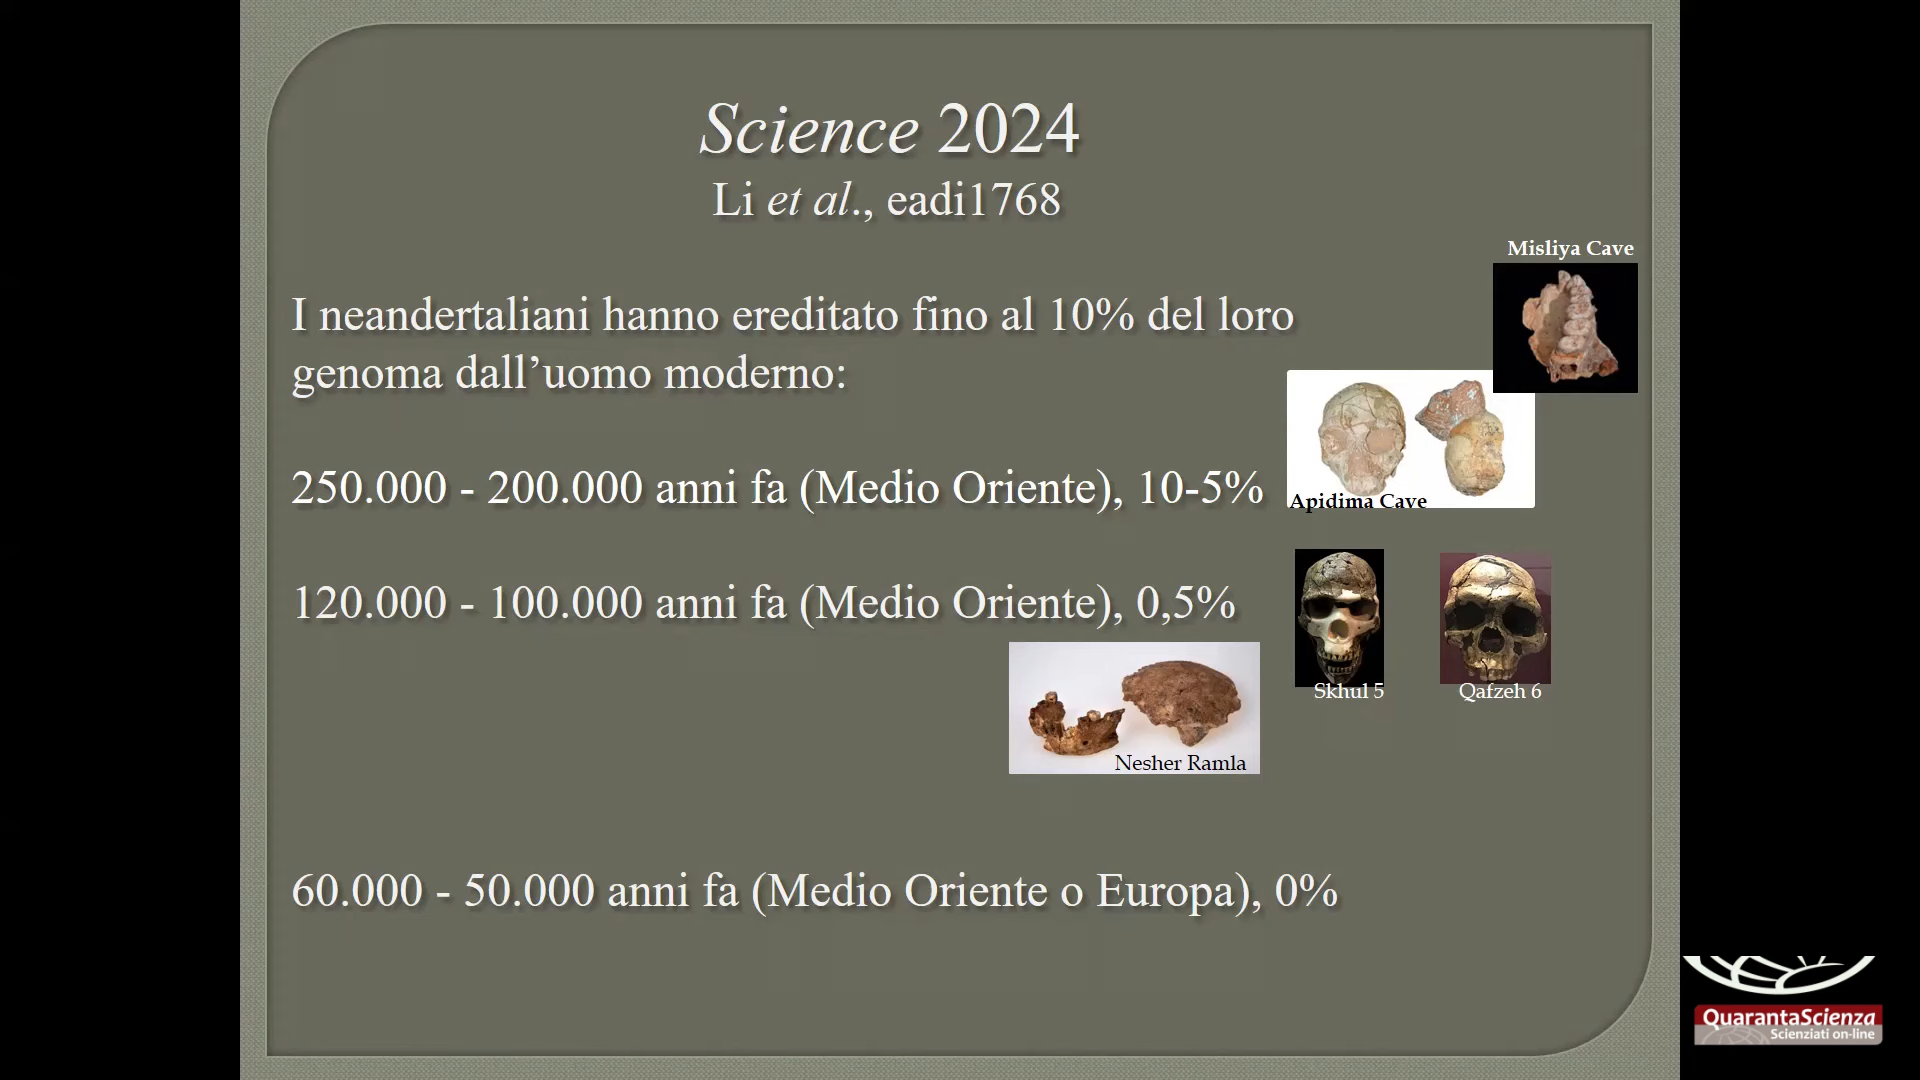 Science 2024
Li et al., eadi1768
Misliya Cave
I neandertaliani hanno ereditato fino al 10% del loro
genoma dall’uomo moderno:
250.000 - 200.000 anni fa (Medio Oriente), 10-5%
Apidima Cave
120.000 - 100.000 anni fa (Medio Oriente), 0,5%
Skhul 5
Qafzeh 6
Nesher Ramla
60.000 - 50.000 anni fa (Medio Oriente o Europa), 0%
QuarantaScienza
Scienziati on-line